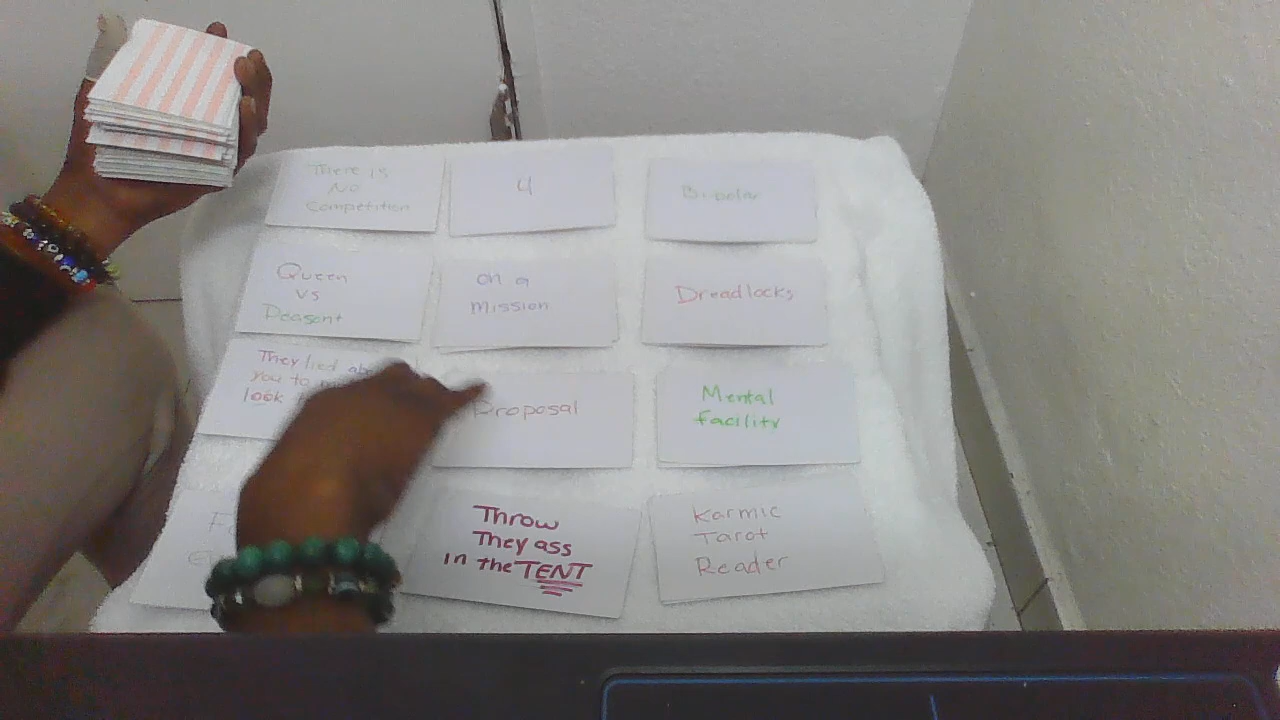 There is
No
Competition
4
Bipolar
Queen
vs
Peasant
on a
mission
Dreadlocks
They lied
you to
look
Proposal
Mental
facility
Throw
They ass
in the TENT
Karmic
Tarot
Reader